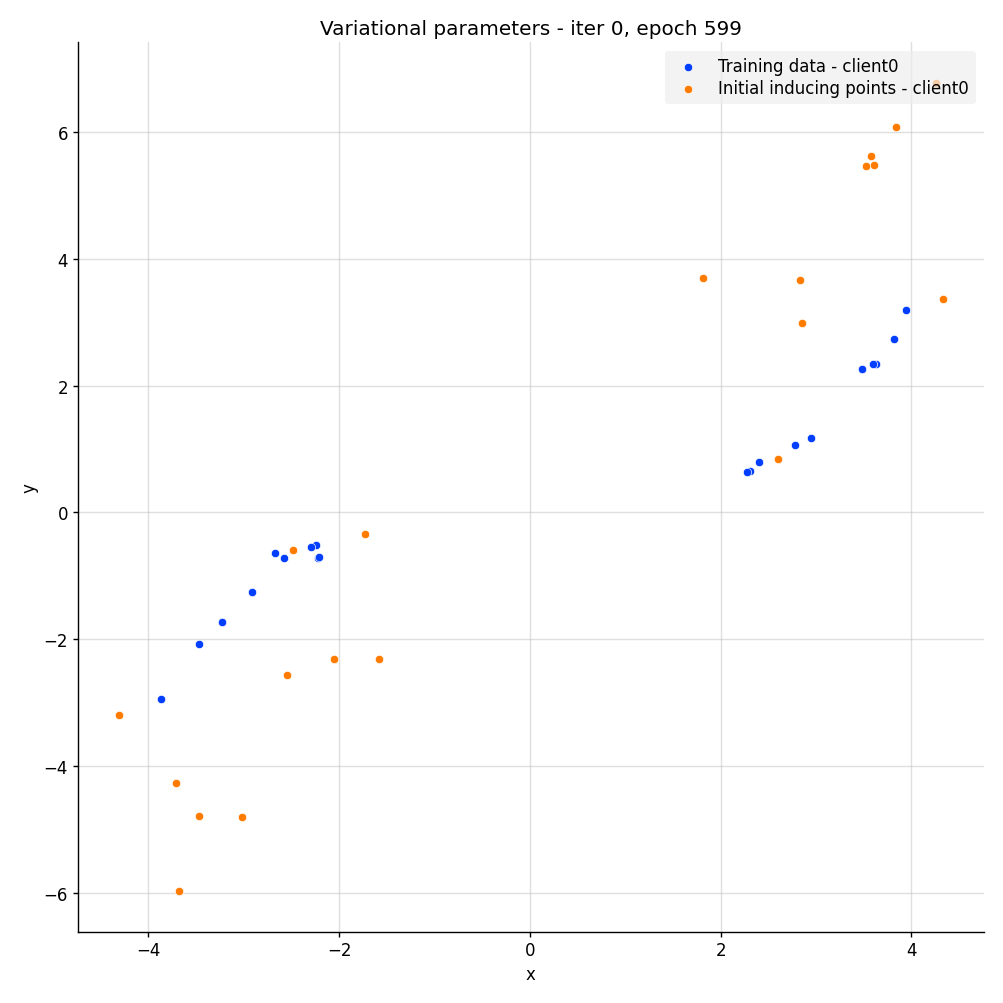 Variational parameters - iter 0, epoch 599
Training data - client0
Initial inducing points - client0
6
4
2
0
−2
−4
−6
y
−4
−2
0
2
4
x